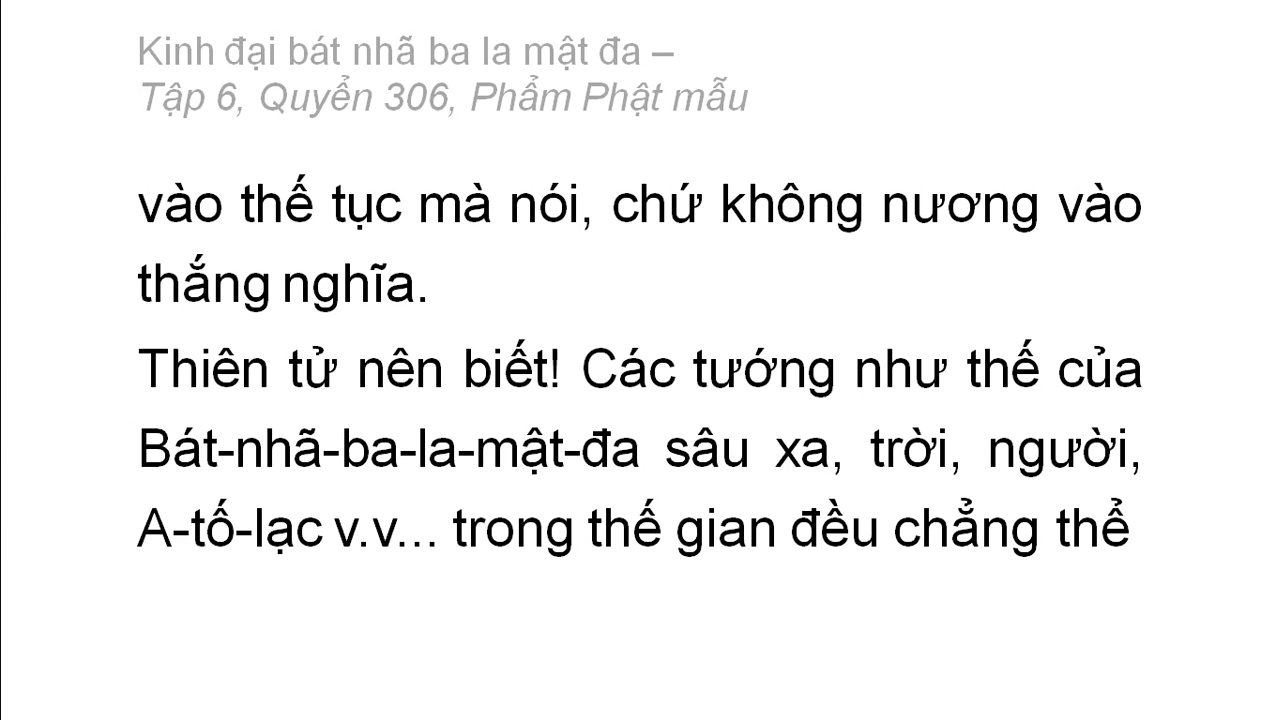 Kinh đại bát nhã ba la mật đa –
Tập 6, Quyển 306, Phẩm Phật mẫu
vào thế tục mà nói, chứ không nương vào
thắng nghĩa.
Thiên tử nên biết! Các tướng như thế của
Bát-nhã-ba-la-mật-đa sâu xa, trời, người,
A-tố-lạc v.v... trong thế gian đều chẳng thể